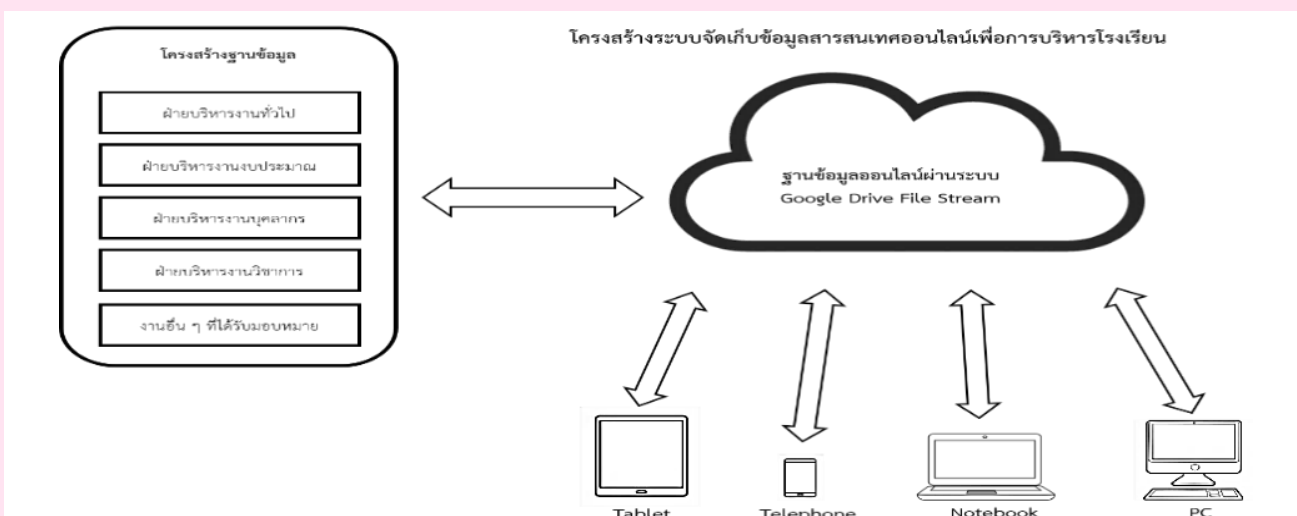 โครงสร้างฐานข้อมูล
ฝ่ายบริหารงานทั่วไป
ฝ่ายบริหารงานงบประมาณ
ฝ่ายบริหารงานบุคลากร
ฝ่ายบริหารงานวิชาการ
งานอื่น ๆ ที่ได้รับมอบหมาย
โครงสร้างระบบจัดเก็บข้อมูลสารสนเทศออนไลน์เพื่อการบริหารโรงเรียน
ฐานข้อมูลออนไลน์ผ่านระบบ
Google Drive File Stream
Tablet
Telephone
Notebook
PC